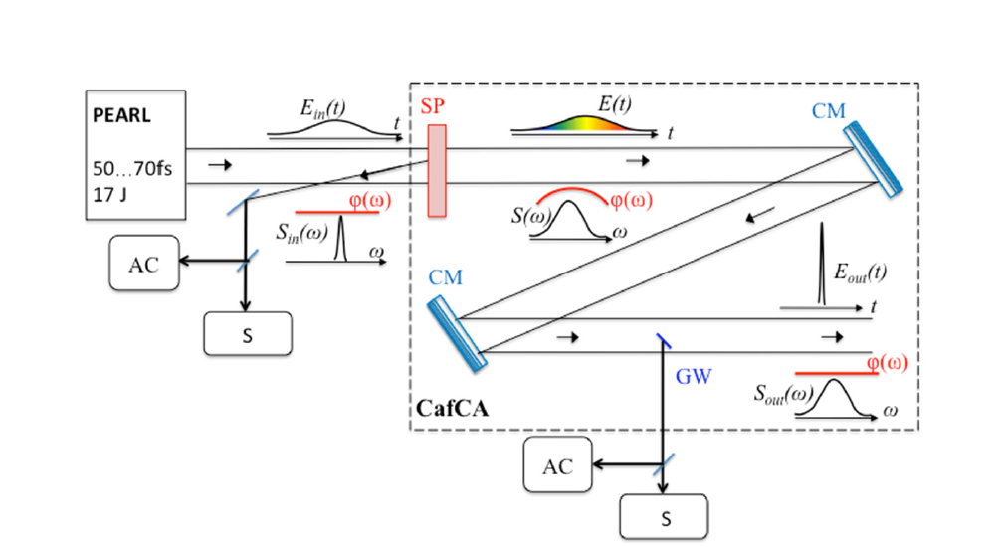 PEARL
50...70fs
17 J
E_in(t)
t
SP
E(t)
t
CM
φ(ω)
S_in(ω)
ω
S(ω)
φ(ω)
ω
AC
S
CM
E_out(t)
t
GW
φ(ω)
S_out(ω)
ω
CafCA
AC
S